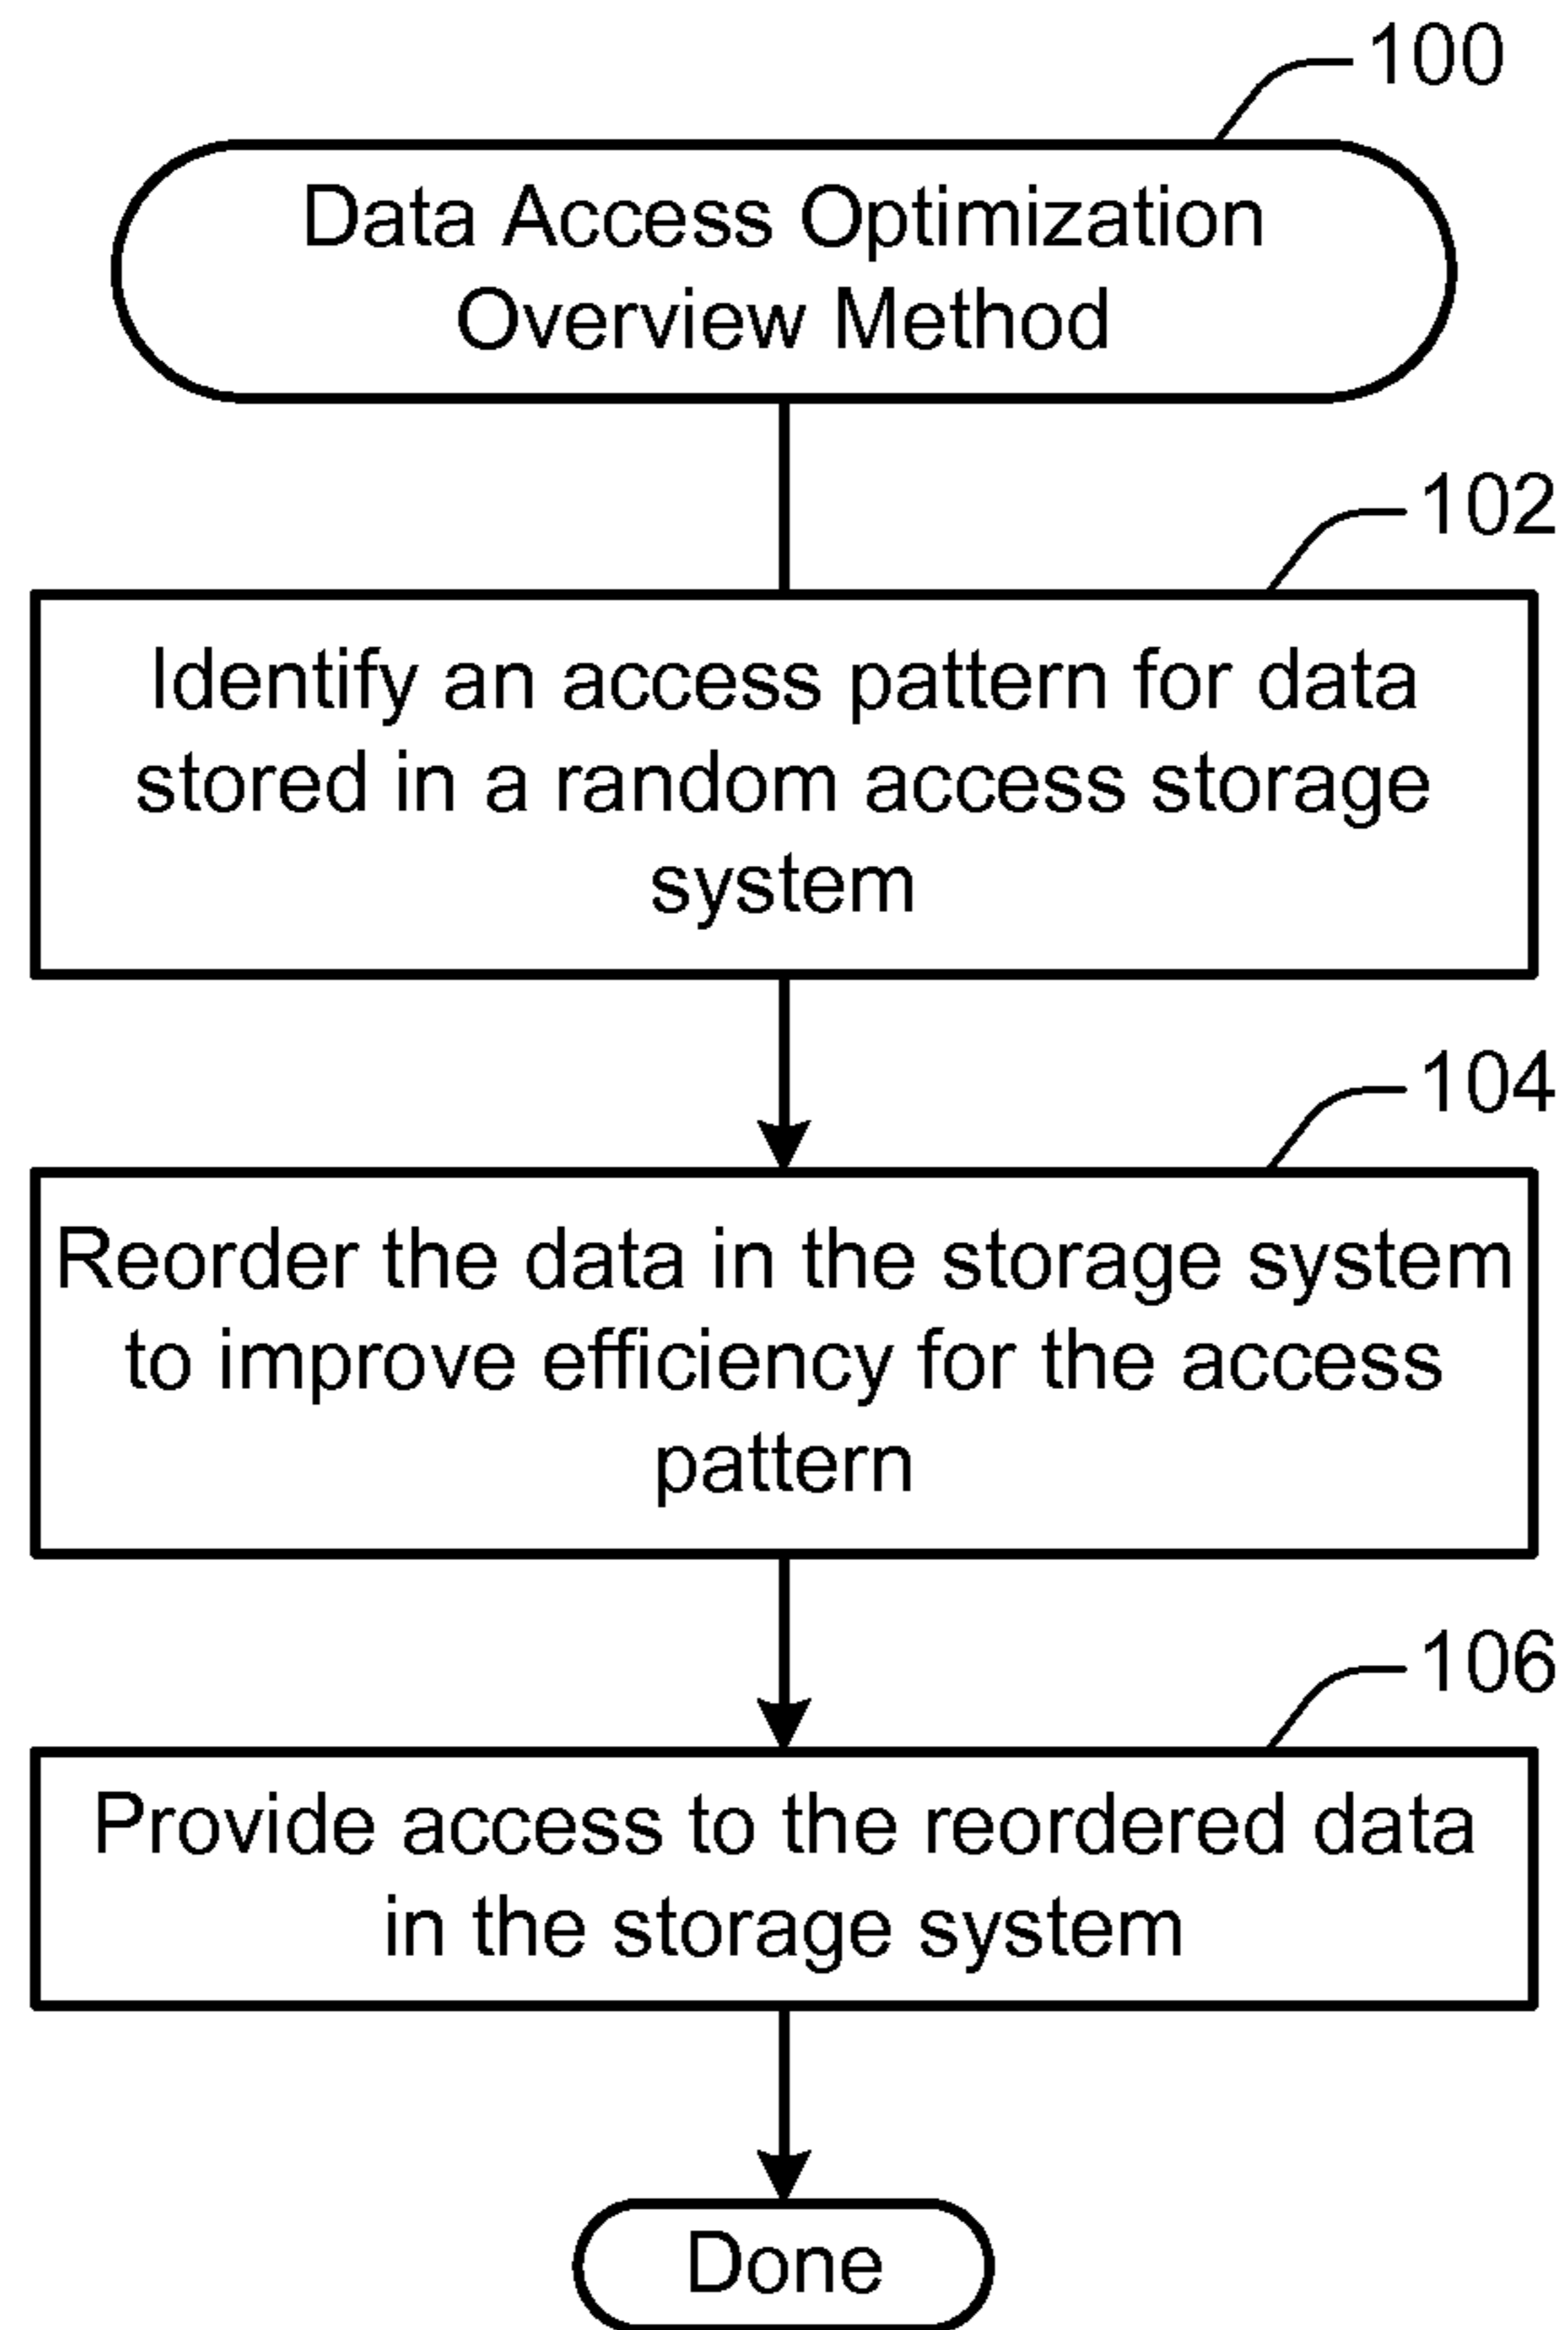 100
Data Access Optimization
Overview Method
102
Identify an access pattern for data
stored in a random access storage
system
104
Reorder the data in the storage system
to improve efficiency for the access
pattern
106
Provide access to the reordered data
in the storage system
Done